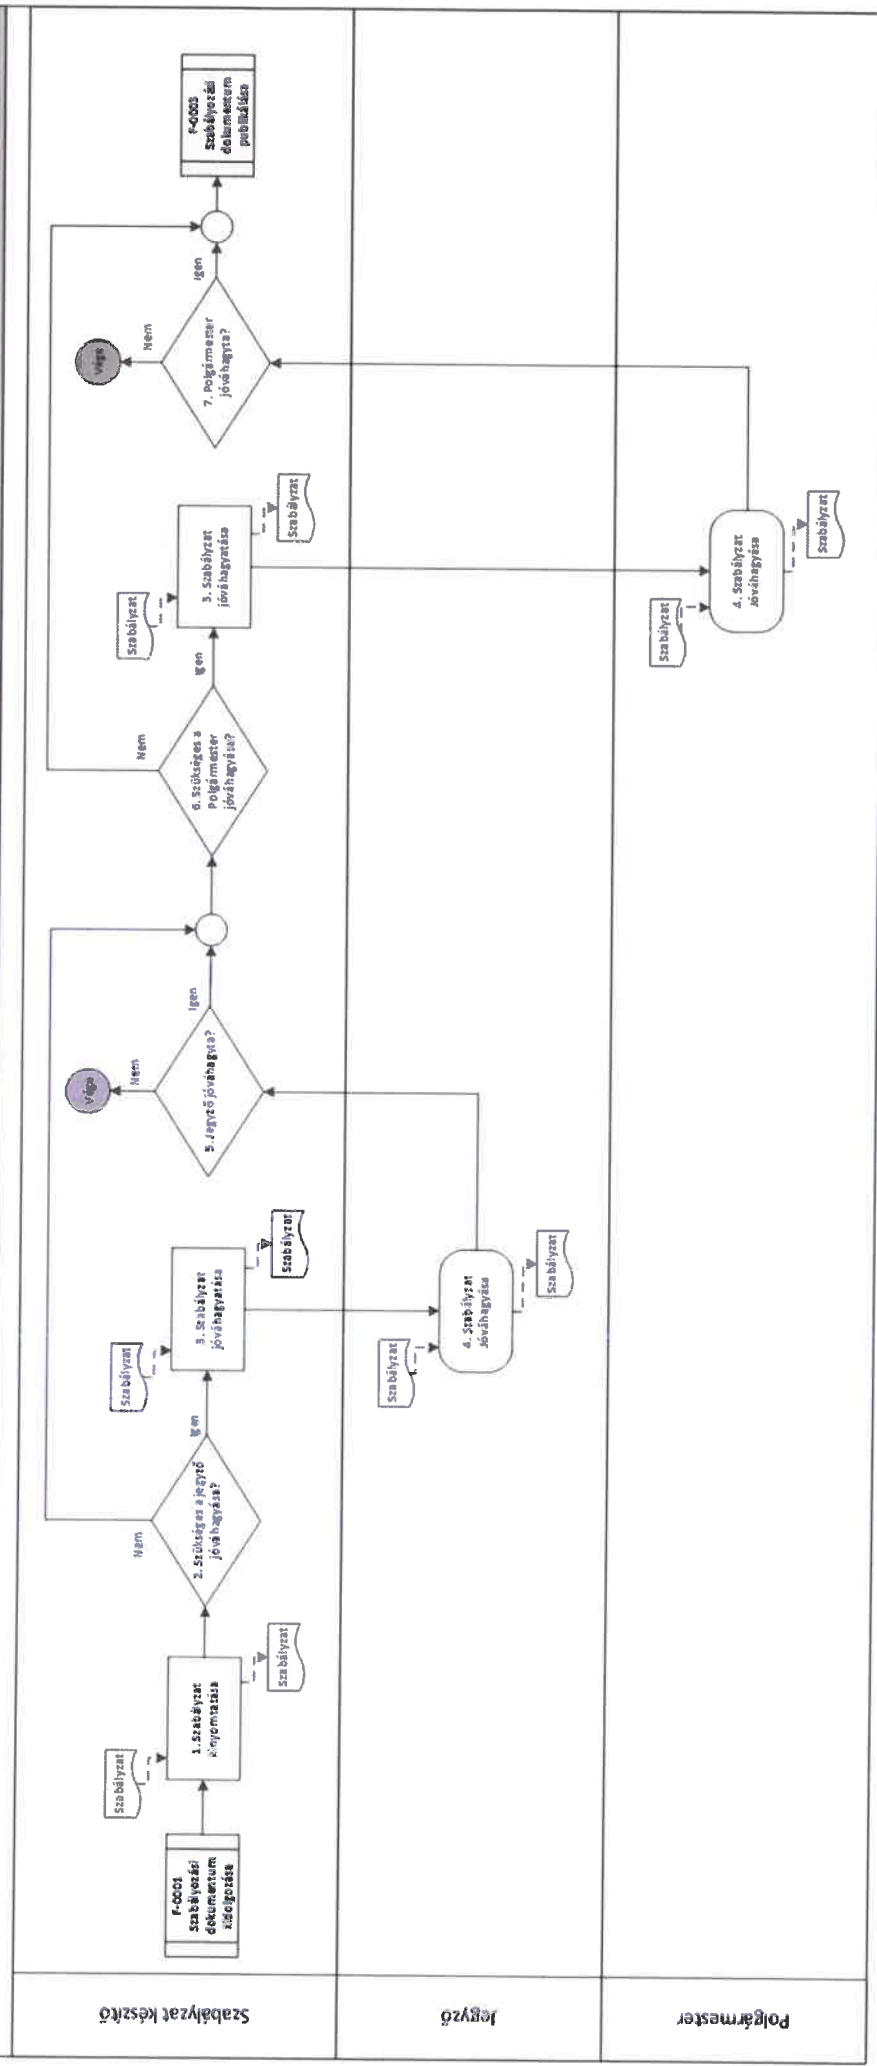 Szabályzat készítő
F-0001
Szabályozási
dokumentum
kidolgozása
Szabályzat
1. Szabályzat
kinyomtatása
Szabályzat
2. Szükséges a jegyző
jóváhagyása?
Nem
Igen
Szabályzat
3. Szabályzat
jóváhagyatása
Szabályzat
5. Jegyző jóváhagyta?
Nem
Vége
Igen
6. Szükséges a
Polgármester
jóváhagyása?
Nem
Igen
Szabályzat
3. Szabályzat
jóváhagyatása
Szabályzat
7. Polgármester
jóváhagyta?
Nem
Vége
Igen
F-0003
Szabályozási
dokumentum
publikálása
Jegyző
Szabályzat
4. Szabályzat
Jóváhagyása
Szabályzat
Polgármester
Szabályzat
4. Szabályzat
Jóváhagyása
Szabályzat